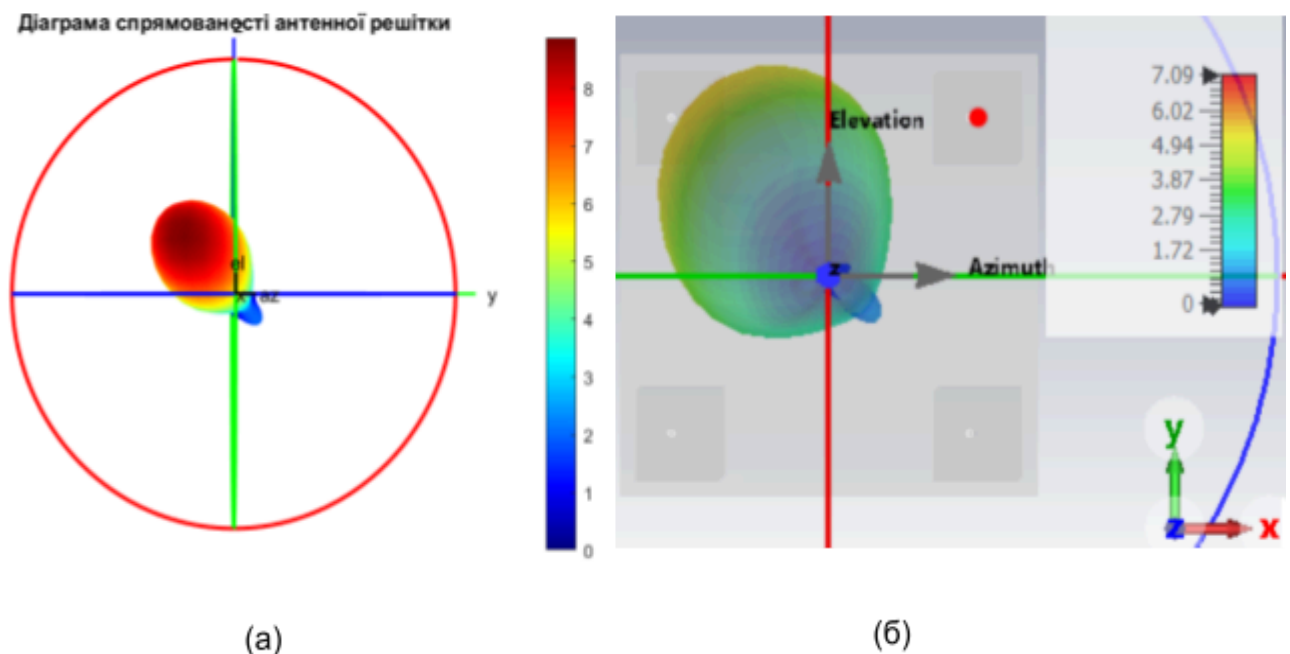 Діаграма спрямованості антенної решітки
z
el
x
az
y
8
7
6
5
4
3
2
1
0
Elevation
Azimuth
z
7.09
6.02
4.94
3.87
2.79
1.72
0
y
z
x
(а)
(б)